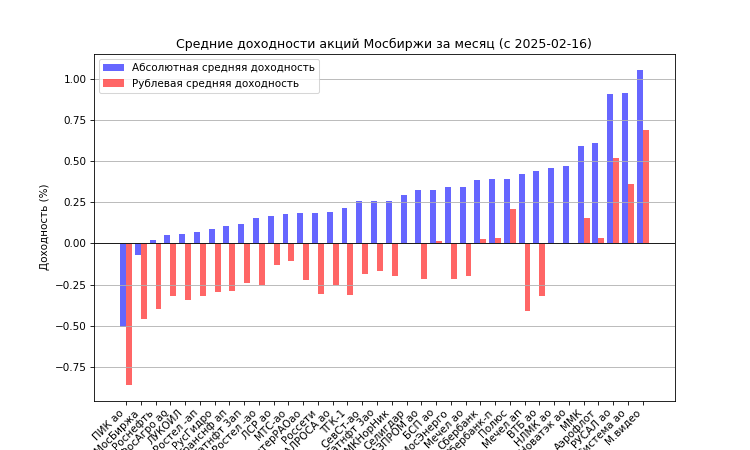 Средние доходности акций Мосбиржи за месяц (с 2025-02-16)
Абсолютная средняя доходность
Рублевая средняя доходность
Доходность (%)
1.00
0.75
0.50
0.25
0.00
−0.25
−0.50
−0.75
ПИК ао
МосБиржа
Роснефть
РосАгро ао
ЛУКОЙЛ
Ростел -ап
РусГидро
Транснф ап
Татнфт 3ап
Ростел -ао
ЛСР ао
МТС-ао
ИнтерРАОао
Россети
АЛРОСА ао
ТГК-1
СевСт-ао
Татнфт 3ао
ГМКНорНик
Селигдар
ГАЗПРОМ ао
БСП ао
МосЭнерго
Мечел ао
Сбербанк
Сбербанк-п
Полюс
Мечел ап
ВТБ ао
НЛМК ао
Новатэк ао
ММК
Аэрофлот
РУСАЛ ао
Система ао
М.видео